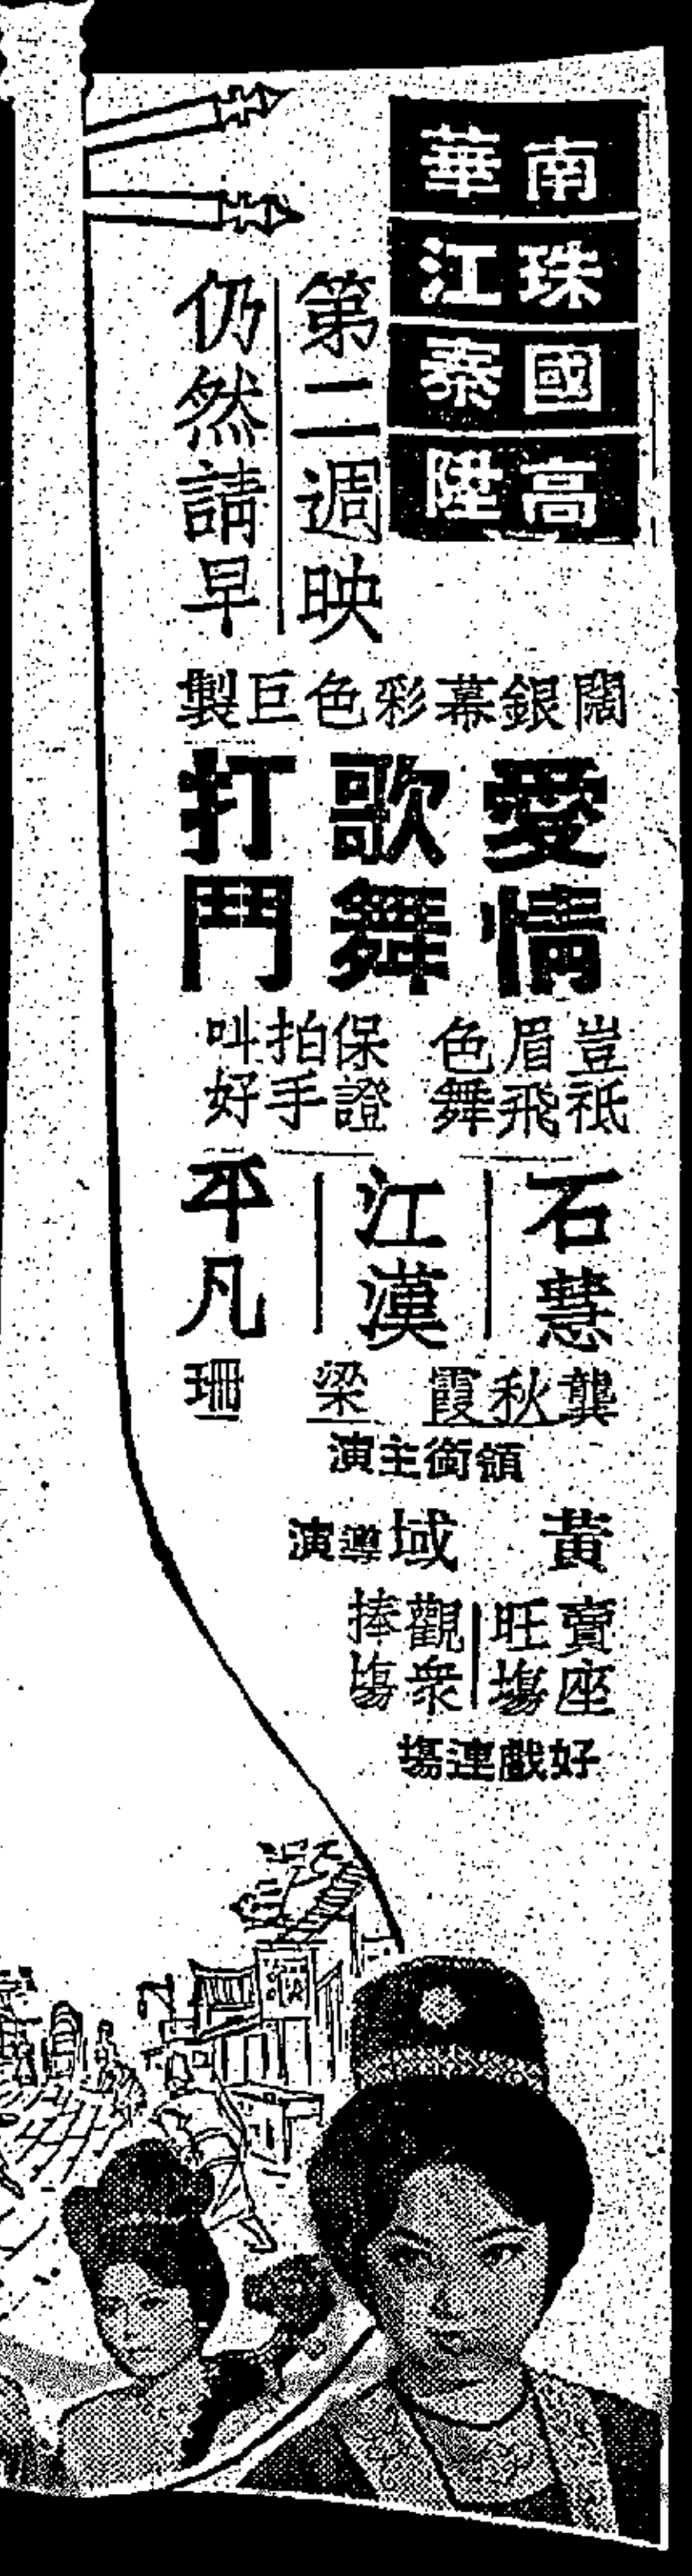 南華
珠江
國泰
高陞
第二週映
仍然請早
闊銀幕彩色巨製
愛情
歌舞
打鬥
豈祗
眉飛
色舞
保證
拍手
叫好
石慧
江漢
平凡
龔秋霞
梁珊
領銜主演
黃域導演
賣座
旺場
觀衆
捧場
好戲連場
酒